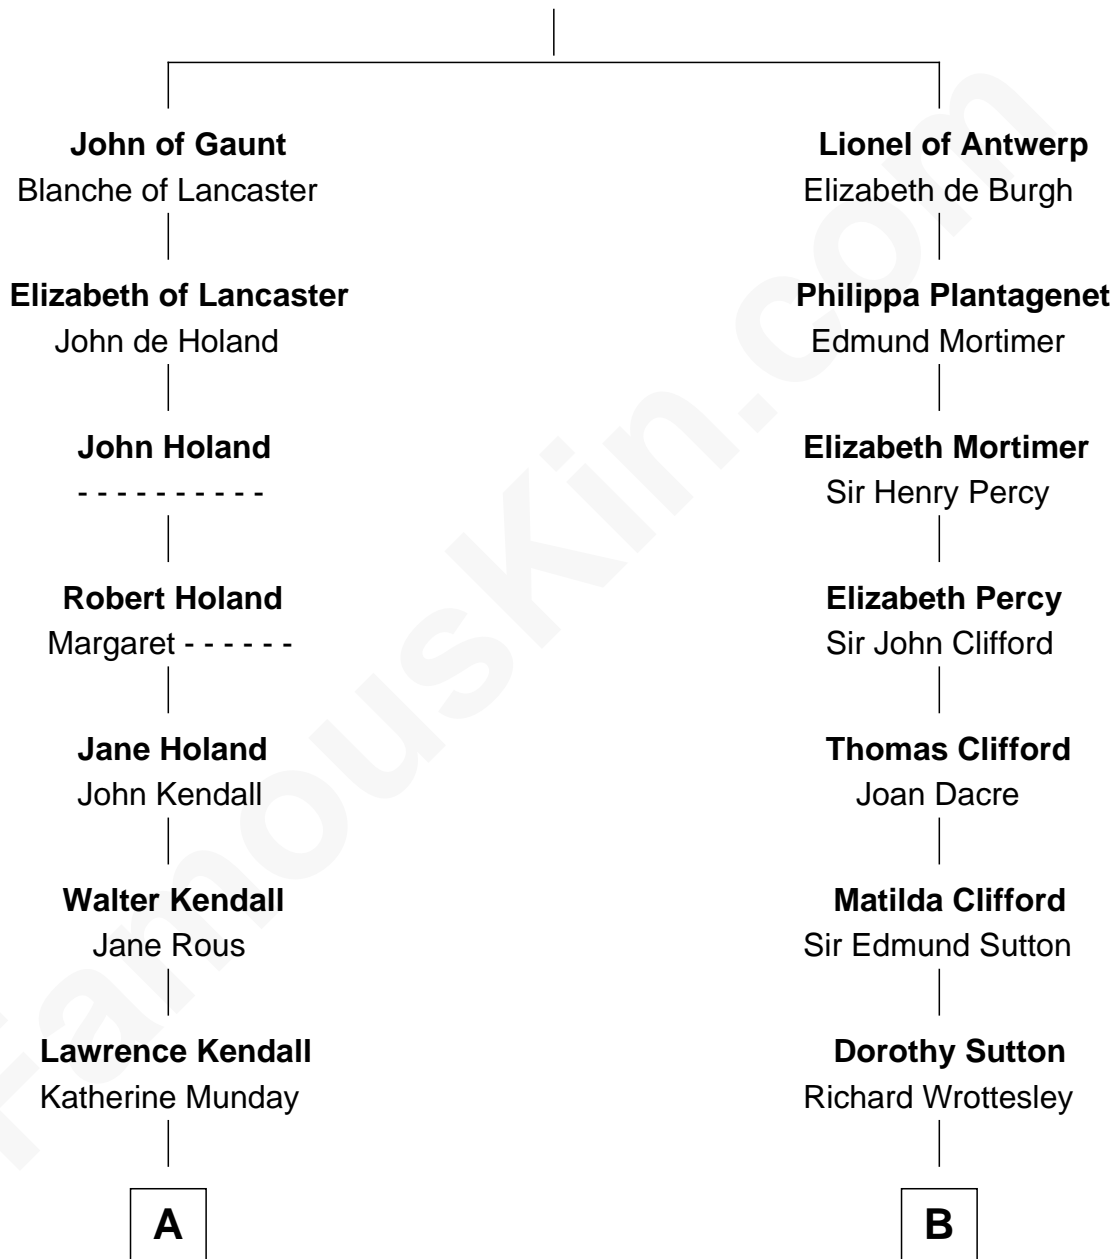 John of Gaunt
Blanche of Lancaster
Elizabeth of Lancaster
John de Holand
John Holand
- - - - - - - - - -
Robert Holand
Margaret - - - - - -
Jane Holand
John Kendall
Walter Kendall
Jane Rous
Lawrence Kendall
Katherine Munday
A
Lionel of Antwerp
Elizabeth de Burgh
Philippa Plantagenet
Edmund Mortimer
Elizabeth Mortimer
Sir Henry Percy
Elizabeth Percy
Sir John Clifford
Thomas Clifford
Joan Dacre
Matilda Clifford
Sir Edmund Sutton
Dorothy Sutton
Richard Wrottesley
B
FamousKin.com